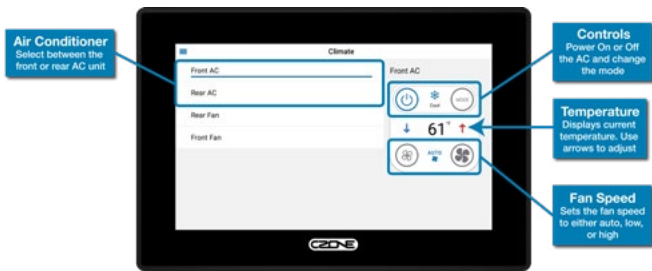 Air Conditioner
Select between the
front or rear AC unit
Climate
Front AC
Rear AC
Rear Fan
Front Fan
Front AC
Cool
MODE
61°
AUTO
CZONE
Controls
Power On or Off
the AC and change
the mode
Temperature
Displays current
temperature. Use
arrows to adjust
Fan Speed
Sets the fan speed
to either auto, low,
or high